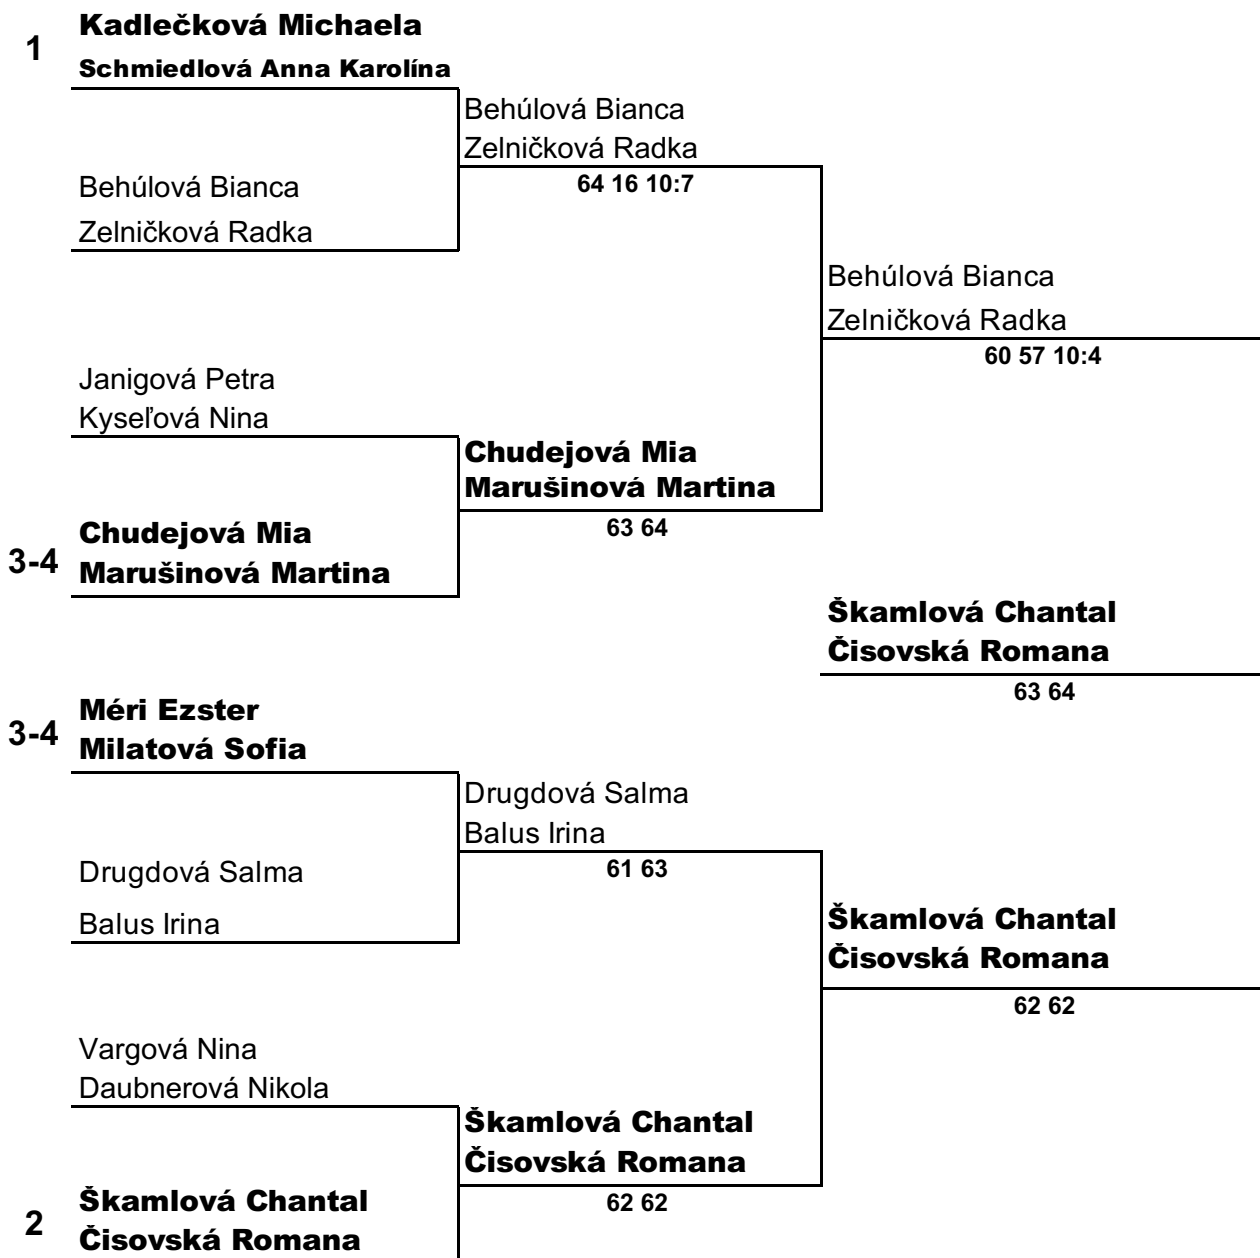 1
Kadlečková Michaela
Schmiedlová Anna Karolína
Behúlová Bianca
Zelničková Radka
64 16 10:7
Behúlová Bianca
Zelničková Radka
Behúlová Bianca
Zelničková Radka
60 57 10:4
Janigová Petra
Kyseľová Nina
Chudejová Mia
Marušinová Martina
63 64
3-4
Chudejová Mia
Marušinová Martina
Škamlová Chantal
Čisovská Romana
63 64
3-4
Méri Ezster
Milatová Sofia
Drugdová Salma
Balus Irina
61 63
Drugdová Salma
Balus Irina
Škamlová Chantal
Čisovská Romana
62 62
Vargová Nina
Daubnerová Nikola
Škamlová Chantal
Čisovská Romana
62 62
2
Škamlová Chantal
Čisovská Romana